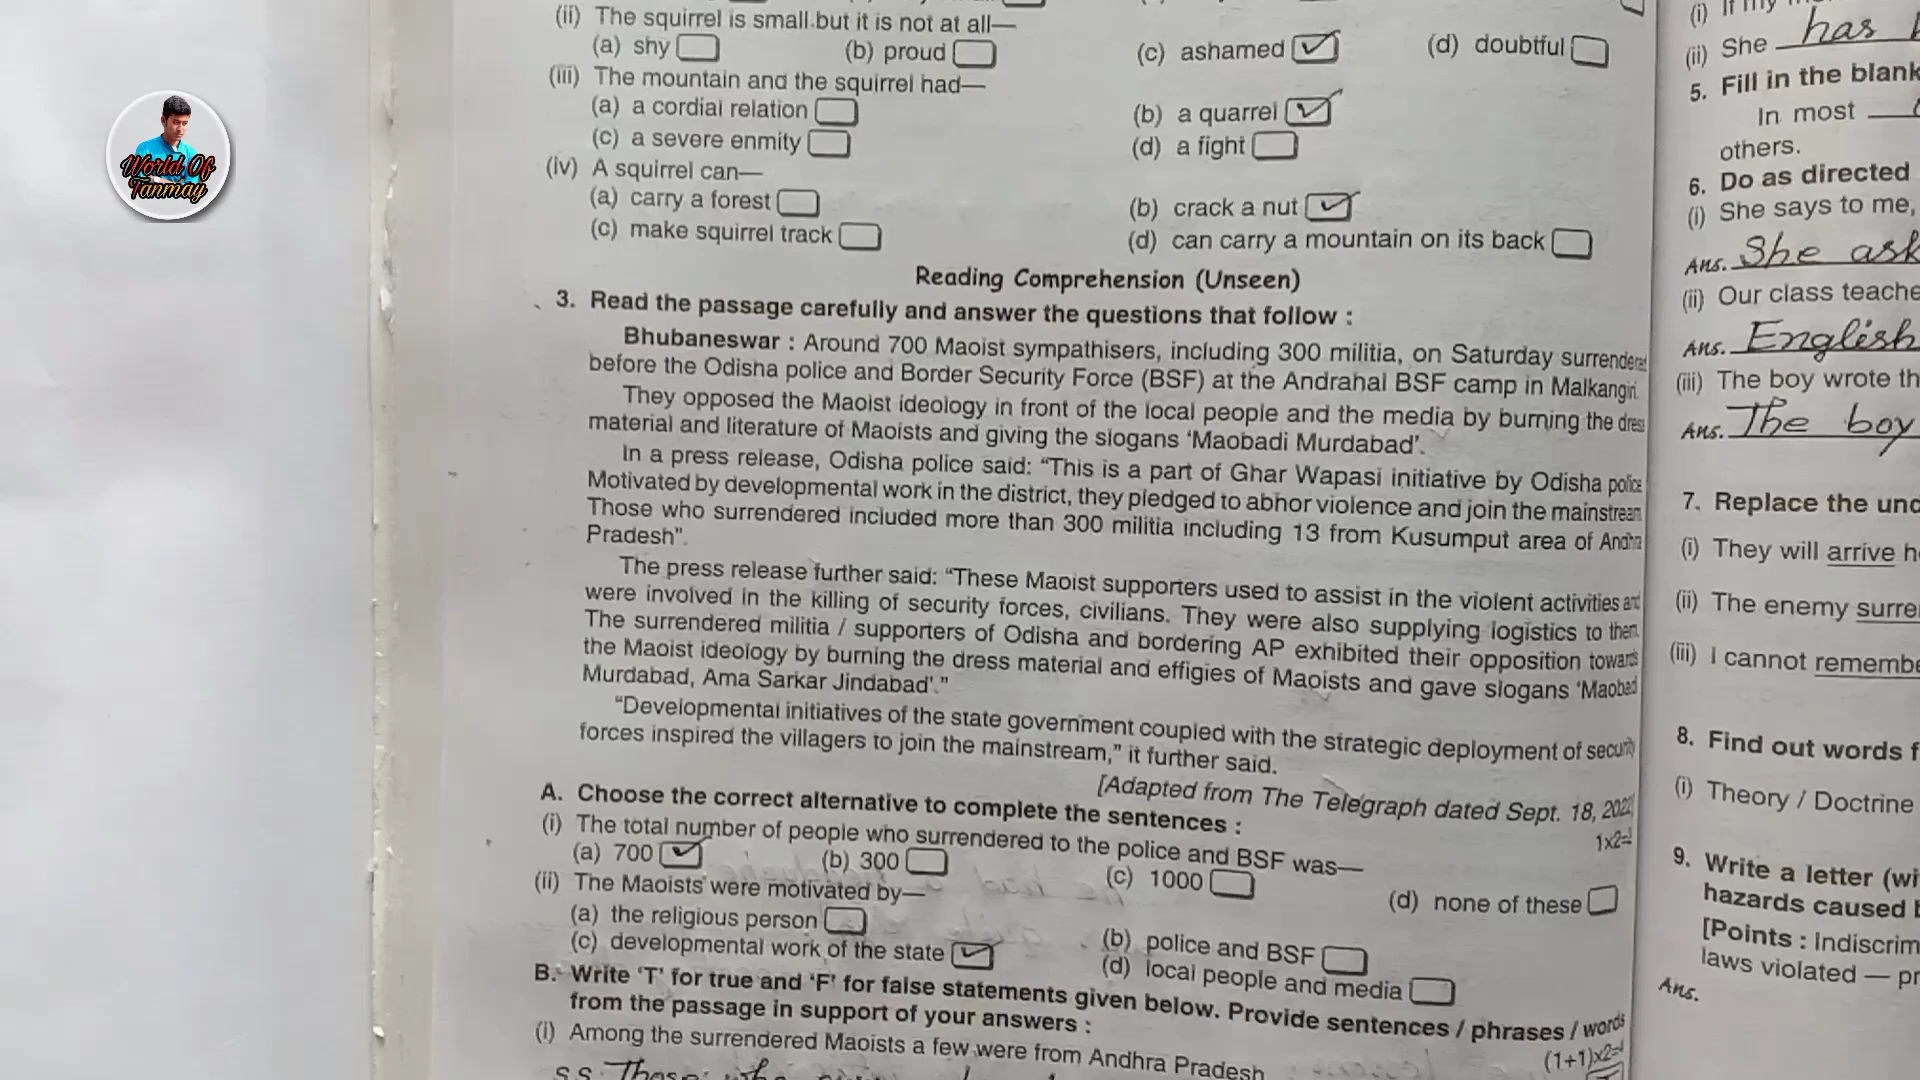 (ii) The squirrel is small but it is not at all—
(a) shy (b) proud (c) ashamed (d) doubtful
(iii) The mountain and the squirrel had—
(a) a cordial relation (b) a quarrel
(c) a severe enmity (d) a fight
(iv) A squirrel can—
(a) carry a forest (b) crack a nut
(c) make squirrel track (d) can carry a mountain on its back
Reading Comprehension (Unseen)
3. Read the passage carefully and answer the questions that follow :
Bhubaneswar : Around 700 Maoist sympathisers, including 300 militia, on Saturday surrendered
before the Odisha police and Border Security Force (BSF) at the Andrahal BSF camp in Malkangiri.
They opposed the Maoist ideology in front of the local people and the media by burning the dress
material and literature of Maoists and giving the slogans ‘Maobadi Murdabad’.
In a press release, Odisha police said: “This is a part of Ghar Wapasi initiative by Odisha police
Motivated by developmental work in the district, they pledged to abhor violence and join the mainstream
Those who surrendered included more than 300 militia including 13 from Kusumput area of Andhra
Pradesh".
The press release further said: “These Maoist supporters used to assist in the violent activities and
were involved in the killing of security forces, civilians. They were also supplying logistics to them.
The surrendered militia / supporters of Odisha and bordering AP exhibited their opposition towards
the Maoist ideology by burning the dress material and effigies of Maoists and gave slogans ‘Maobadi
Murdabad, Ama Sarkar Jindabad’.”
“Developmental initiatives of the state government coupled with the strategic deployment of security
forces inspired the villagers to join the mainstream,” it further said.
[Adapted from The Telegraph dated Sept. 18, 2022
A. Choose the correct alternative to complete the sentences :
1x2=
(i) The total number of people who surrendered to the police and BSF was—
(a) 700 (b) 300 (c) 1000 (d) none of these
(ii) The Maoists were motivated by—
(a) the religious person (b) police and BSF
(c) developmental work of the state (d) local people and media
B. Write ‘T’ for true and ‘F’ for false statements given below. Provide sentences / phrases / words
from the passage in support of your answers :
(1+1)x2=
(i) Among the surrendered Maoists a few were from Andhra Pradesh
S.S. Those who
World Of
Tanmay
(i) If my
(ii) She has
5. Fill in the blank
In most
others.
6. Do as directed
(i) She says to me,
Ans. She ask
(ii) Our class teache
Ans. English
(iii) The boy wrote th
Ans. The boy
7. Replace the und
(i) They will arrive h
(ii) The enemy surre
(iii) I cannot remembe
8. Find out words f
(i) Theory / Doctrine
9. Write a letter (wi
hazards caused b
[Points : Indiscrim
laws violated — pr
Ans.